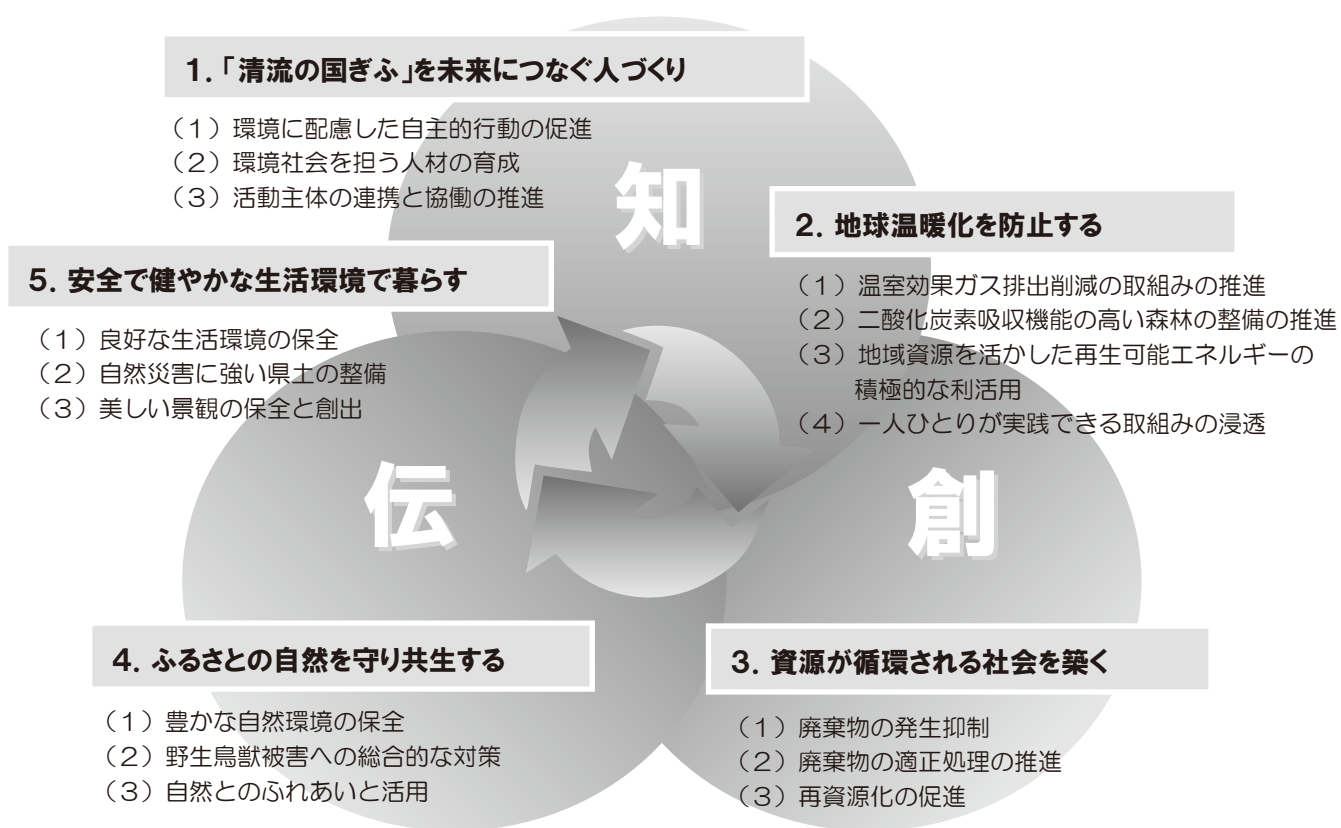 1．「清流の国ぎふ」を未来につなぐ人づくり
（1）環境に配慮した自主的行動の促進
（2）環境社会を担う人材の育成
（3）活動主体の連携と協働の推進
知
2．地球温暖化を防止する
（1）温室効果ガス排出削減の取組みの推進
（2）二酸化炭素吸収機能の高い森林の整備の推進
（3）地域資源を活かした再生可能エネルギーの
積極的な利活用
（4）一人ひとりが実践できる取組みの浸透
創
3．資源が循環される社会を築く
（1）廃棄物の発生抑制
（2）廃棄物の適正処理の推進
（3）再資源化の促進
4．ふるさとの自然を守り共生する
（1）豊かな自然環境の保全
（2）野生鳥獣被害への総合的な対策
（3）自然とのふれあいと活用
伝
5．安全で健やかな生活環境で暮らす
（1）良好な生活環境の保全
（2）自然災害に強い県土の整備
（3）美しい景観の保全と創出